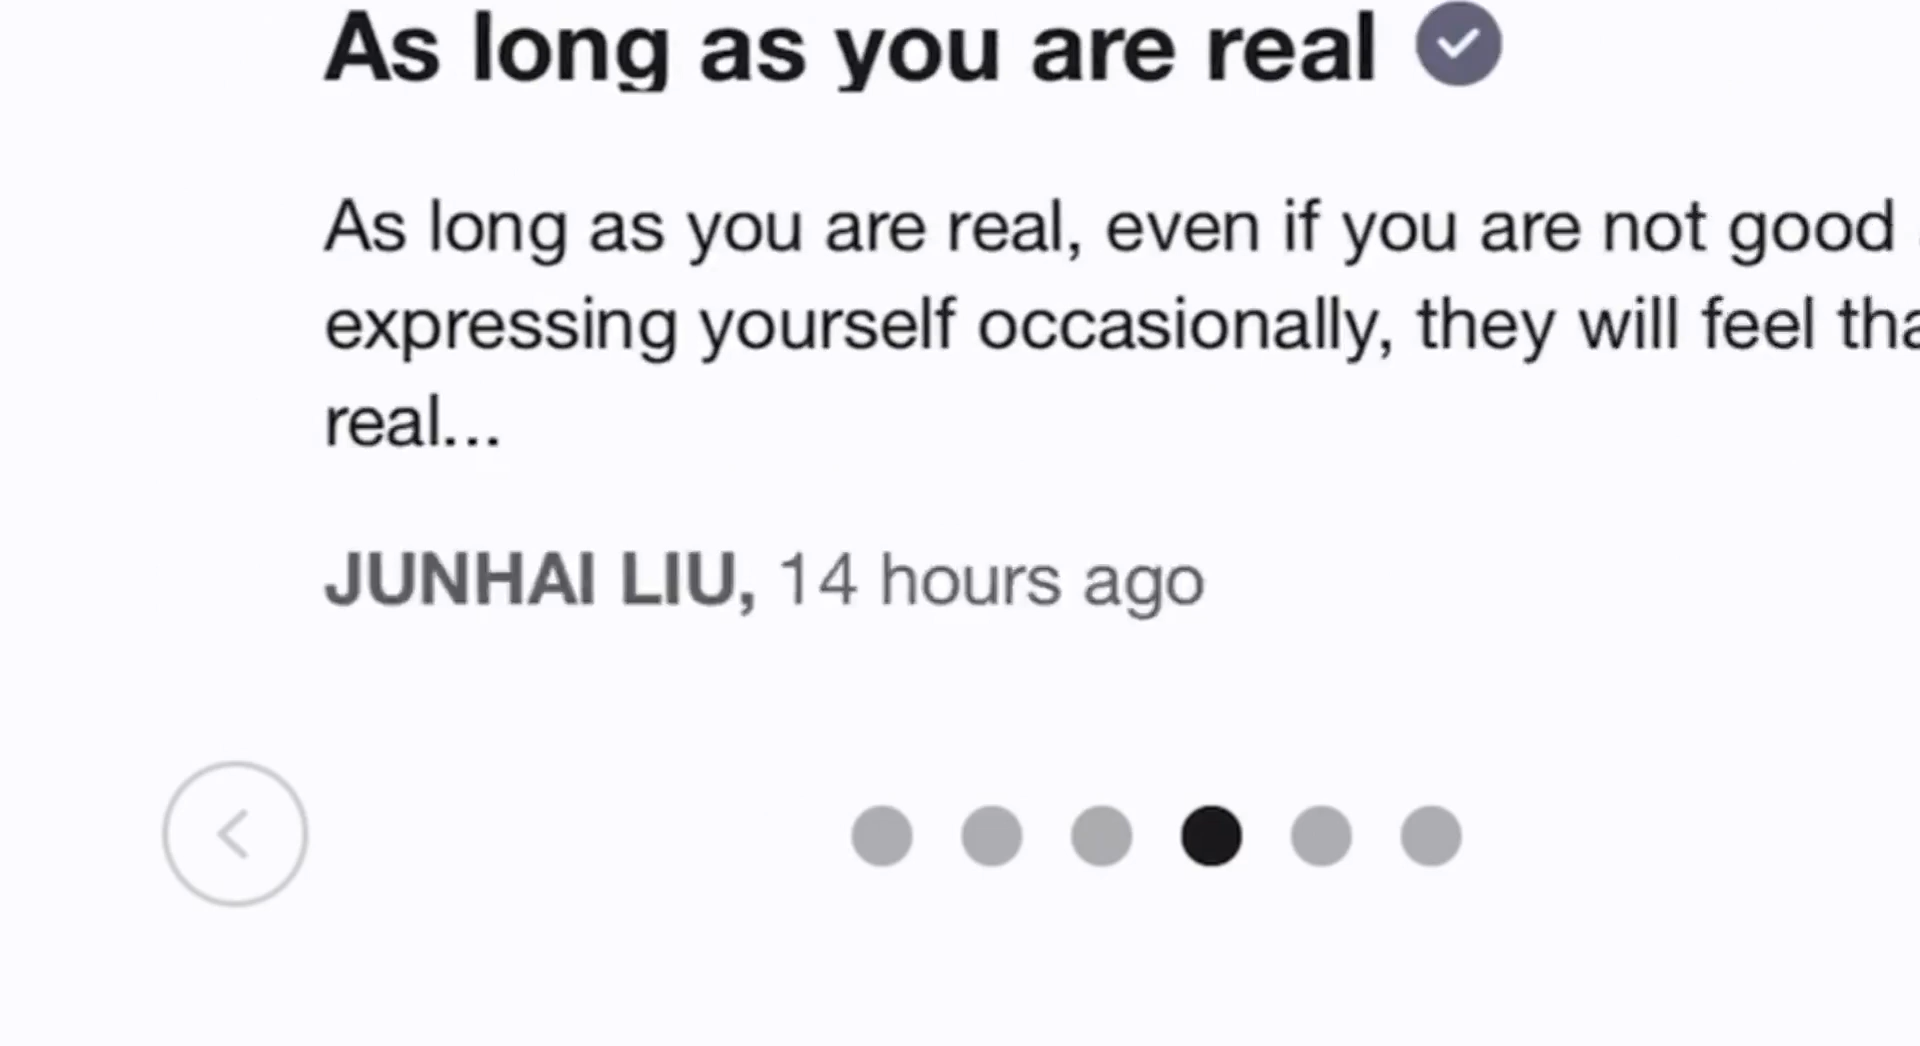 As long as you are real
As long as you are real, even if you are not good
expressing yourself occasionally, they will feel
real...
JUNHAI LIU, 14 hours ago